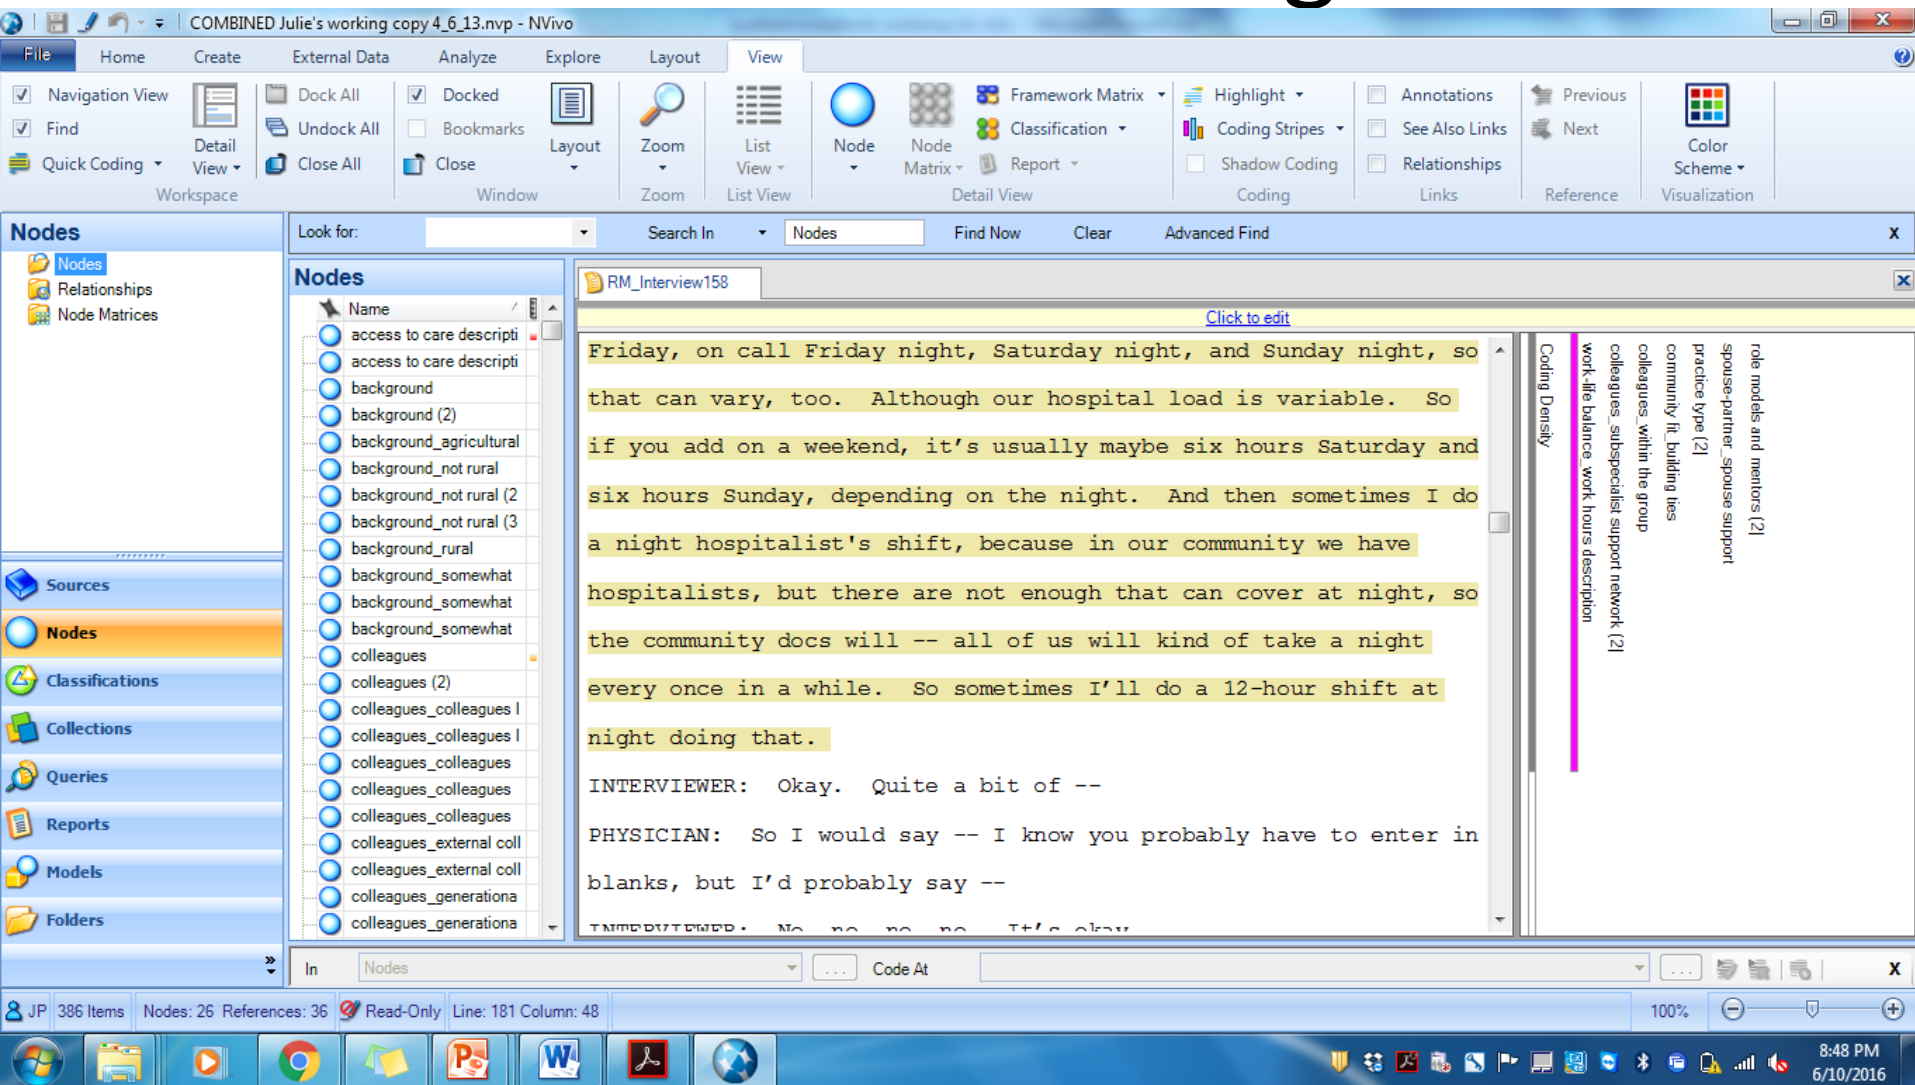 COMBINED Julie's working copy 4_6_13.nvp - NVivo
File Home Create External Data Analyze Explore Layout View
Navigation View
Find
Quick Coding
Detail View
Workspace
Dock All
Undock All
Close All
Docked
Bookmarks
Close
Layout
Window
Zoom
Zoom
List View
List View
Node
Node Matrix
Framework Matrix
Classification
Report
Detail View
Highlight
Coding Stripes
Shadow Coding
Coding
Annotations
See Also Links
Relationships
Links
Previous
Next
Reference
Color Scheme
Visualization
Nodes
Nodes
Relationships
Node Matrices
Sources
Nodes
Classifications
Collections
Queries
Reports
Models
Folders
Look for: Search In Nodes Find Now Clear Advanced Find x
Nodes
Name
access to care descripti
access to care descripti
background
background (2)
background_agricultural
background_not rural
background_not rural (2
background_not rural (3
background_rural
background_somewhat
background_somewhat
background_somewhat
colleagues
colleagues (2)
colleagues_colleagues l
colleagues_colleagues l
colleagues_colleagues
colleagues_colleagues
colleagues_colleagues
colleagues_external coll
colleagues_external coll
colleagues_generationa
colleagues_generationa
RM_Interview158
Click to edit
Friday, on call Friday night, Saturday night, and Sunday night, so
that can vary, too. Although our hospital load is variable. So
if you add on a weekend, it's usually maybe six hours Saturday and
six hours Sunday, depending on the night. And then sometimes I do
a night hospitalist's shift, because in our community we have
hospitalists, but there are not enough that can cover at night, so
the community docs will -- all of us will kind of take a night
every once in a while. So sometimes I'll do a 12-hour shift at
night doing that.
INTERVIEWER: Okay. Quite a bit of --
PHYSICIAN: So I would say -- I know you probably have to enter in
blanks, but I'd probably say --
INTERVIEWER: No, no, no, no. It's okay
Coding Density
work-life balance_work hours description
colleagues_subspecialist support network (2)
colleagues_within the group
community fit_building ties
practice type (2)
spouse-partner_spouse support
role models and mentors (2)
In Nodes ... Code At ... x
JP 386 Items Nodes: 26 References: 36 Read-Only Line: 181 Column: 48 100%
8:48 PM
6/10/2016